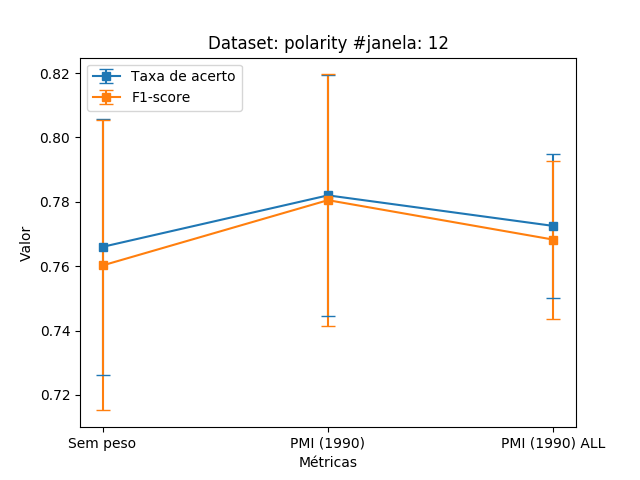 Dataset: polarity #janela: 12
Taxa de acerto
F1-score
0.82
0.80
0.78
0.76
0.74
0.72
Valor
Sem peso
PMI (1990)
PMI (1990) ALL
Métricas